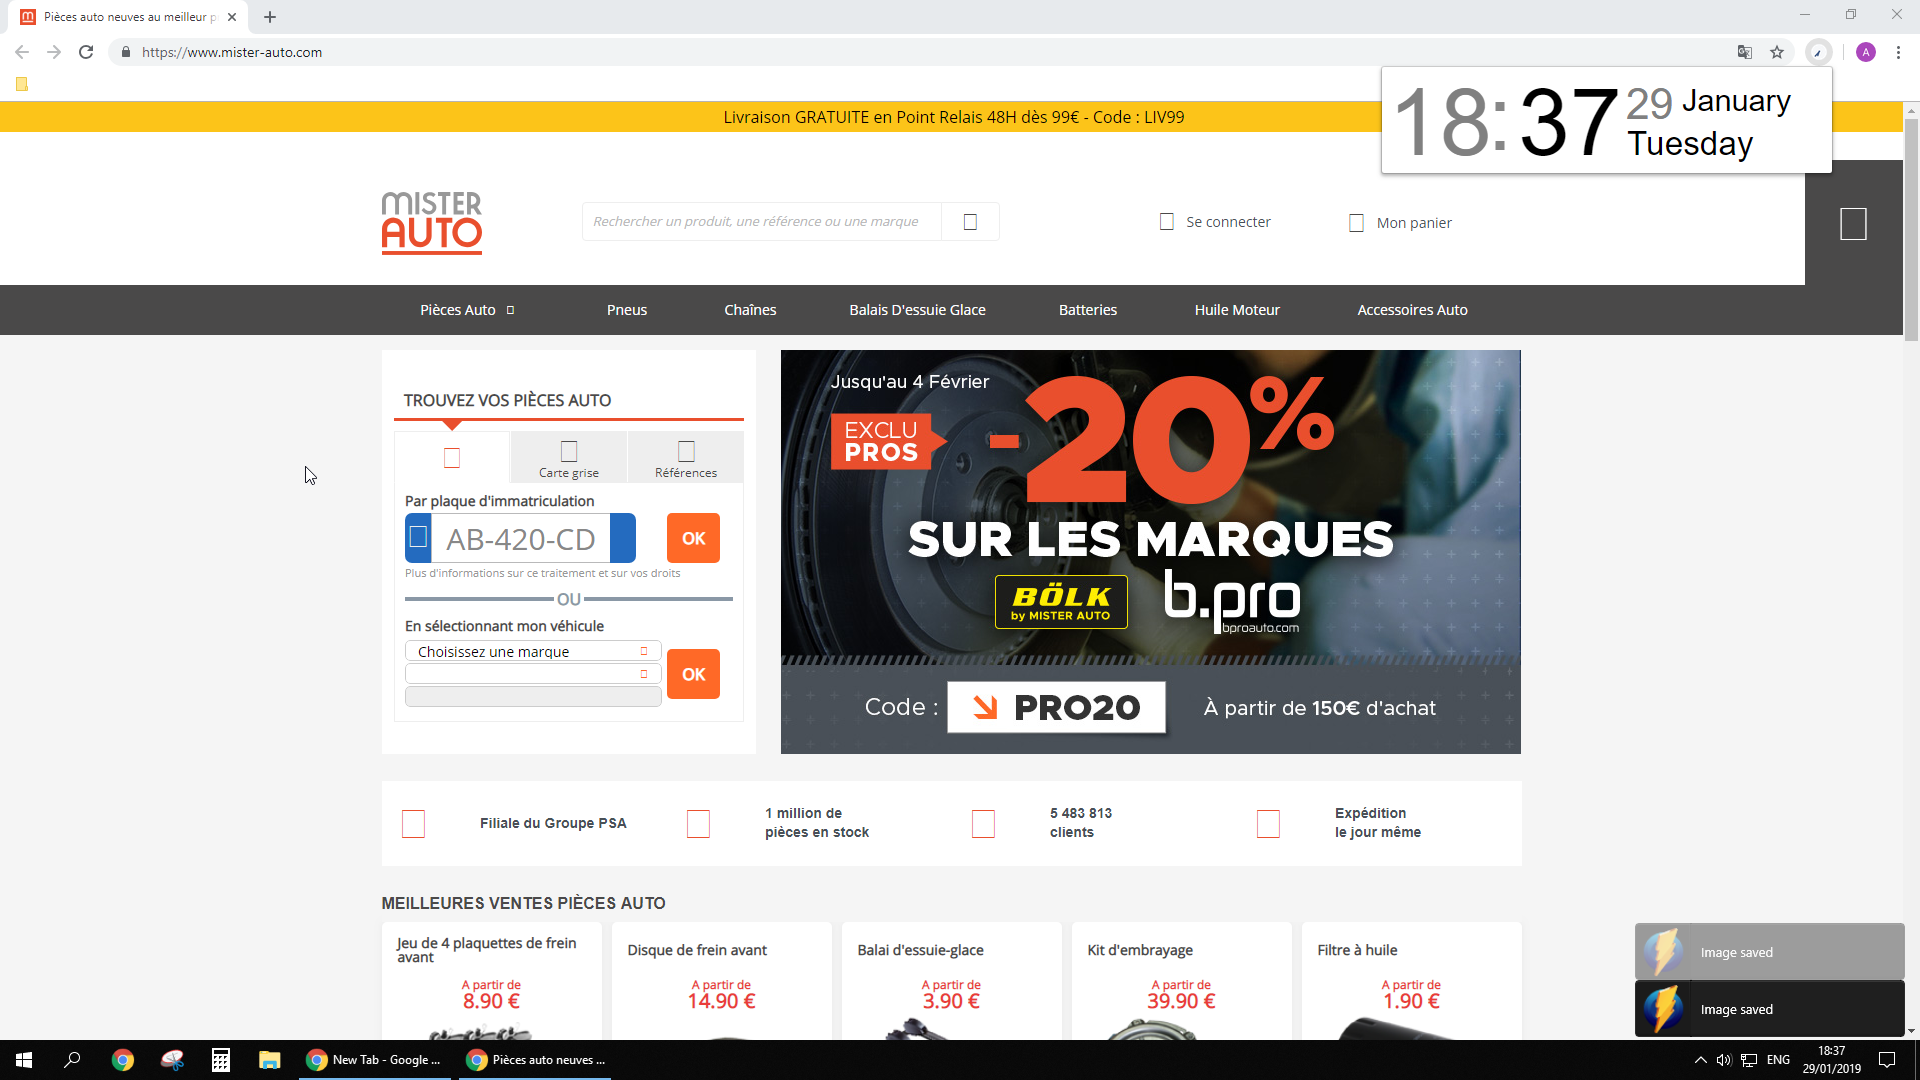 Pièces auto neuves au meilleur p
https://www.mister-auto.com
A
18:37 29 January
Tuesday
Livraison GRATUITE en Point Relais 48H dès 99€ - Code : LIV99
MISTER
AUTO
Rechercher un produit, une référence ou une marque
Se connecter
Mon panier
Pièces Auto
Pneus
Chaînes
Balais D'essuie Glace
Batteries
Huile Moteur
Accessoires Auto
TROUVEZ VOS PIÈCES AUTO
Carte grise
Références
Par plaque d'immatriculation
AB-420-CD
OK
Plus d'informations sur ce traitement et sur vos droits
OU
En sélectionnant mon véhicule
Choisissez une marque
OK
Jusqu'au 4 Février
EXCLU
PROS
-20%
SUR LES MARQUES
BÖLK
by MISTER AUTO
b.pro
bproauto.com
Code :
PRO20
À partir de 150€ d'achat
Filiale du Groupe PSA
1 million de
pièces en stock
5 483 813
clients
Expédition
le jour même
MEILLEURES VENTES PIÈCES AUTO
Jeu de 4 plaquettes de frein
avant
A partir de
8.90 €
Disque de frein avant
A partir de
14.90 €
Balai d'essuie-glace
A partir de
3.90 €
Kit d'embrayage
A partir de
39.90 €
Filtre à huile
A partir de
1.90 €
Image saved
Image saved
New Tab - Google ...
Pièces auto neuves ...
ENG
18:37
29/01/2019